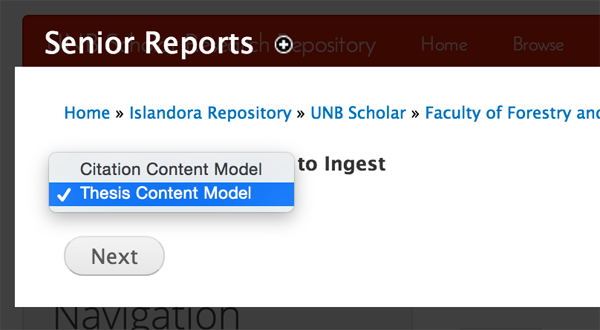 Senior Reports
Repository
Home
Browse
Home » Islandora Repository » UNB Scholar » Faculty of Forestry and
to Ingest
Citation Content Model
✓ Thesis Content Model
Next
Navigation